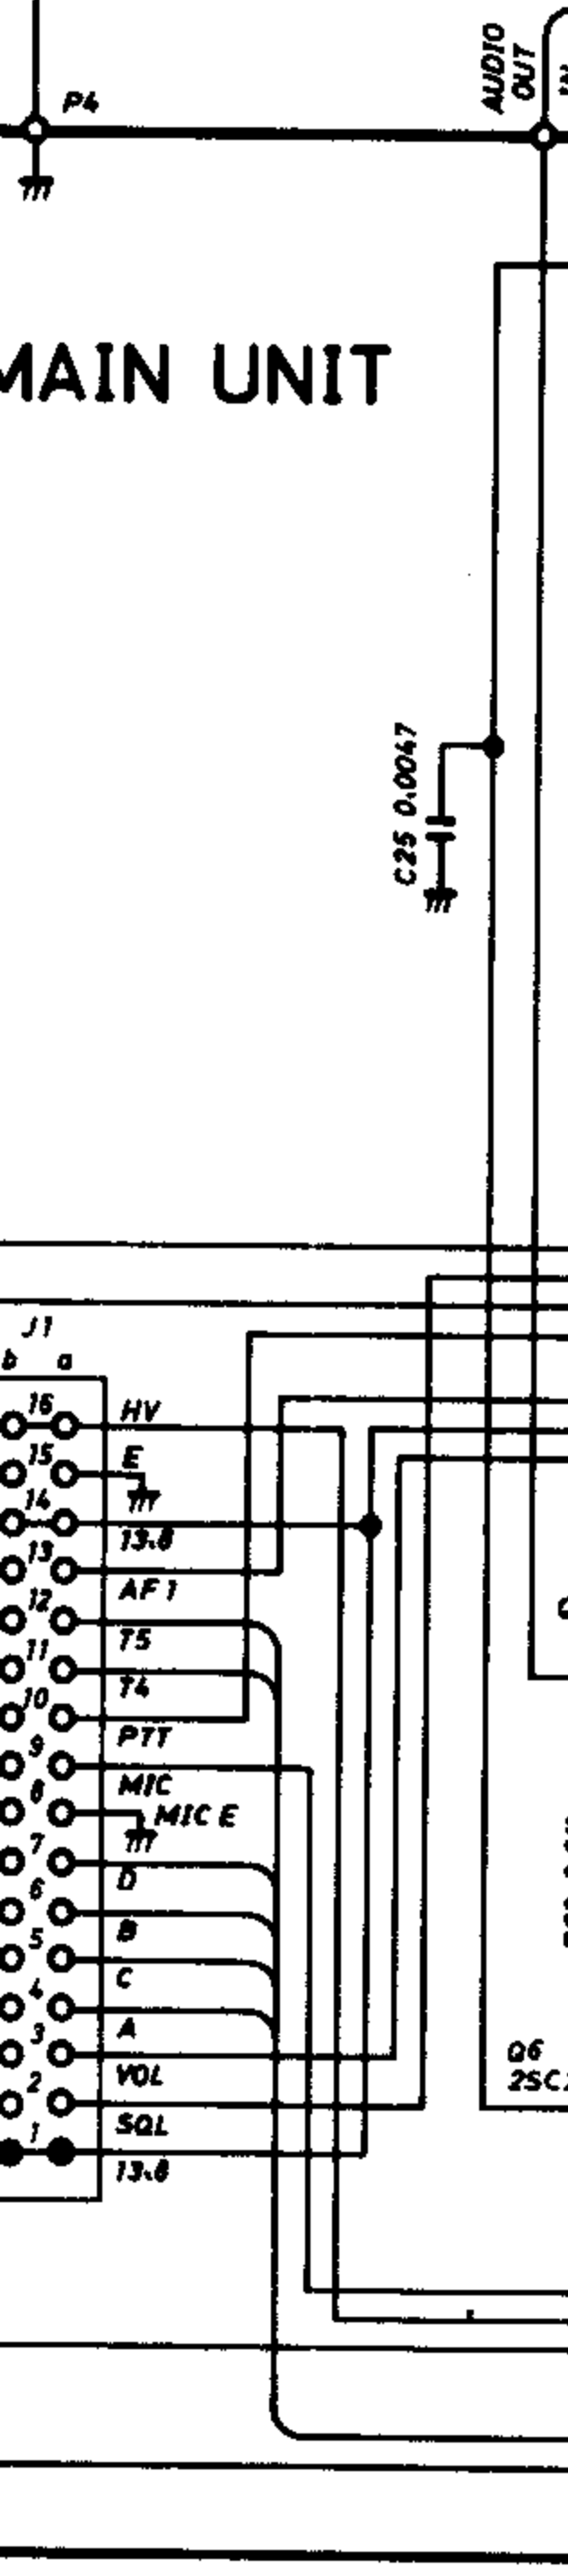 P4
AUDIO
OUT
MAIN UNIT
C25 0.0047
J1
b a
16 HV
15 E
14 13.8
13 AF1
12 T5
11 T4
10 PTT
9 MIC
8 MIC E
7 D
6 B
5 C
4 A
3 VOL
2 SQL
1 13.8
Q6